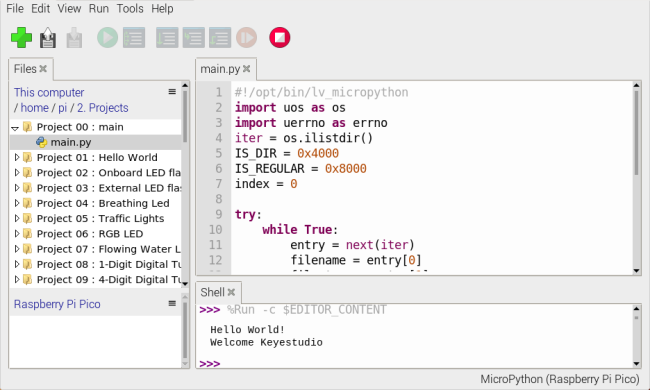 File Edit View Run Tools Help
Files
This computer
/ home / pi / 2. Projects
Project 00 : main
main.py
Project 01 : Hello World
Project 02 : Onboard LED fla
Project 03 : External LED flas
Project 04 : Breathing Led
Project 05 : Traffic Lights
Project 06 : RGB LED
Project 07 : Flowing Water L
Project 08 : 1-Digit Digital Tu
Project 09 : 4-Digit Digital Tu
Raspberry Pi Pico
main.py
1 #!/opt/bin/lv_micropython
2 import uos as os
3 import uerrno as errno
4 iter = os.ilistdir()
5 IS_DIR = 0x4000
6 IS_REGULAR = 0x8000
7 index = 0
8
9 try:
10 while True:
11 entry = next(iter)
12 filename = entry[0]
Shell
>>> %Run -c $EDITOR_CONTENT
Hello World!
Welcome Keyestudio
>>>
MicroPython (Raspberry Pi Pico)